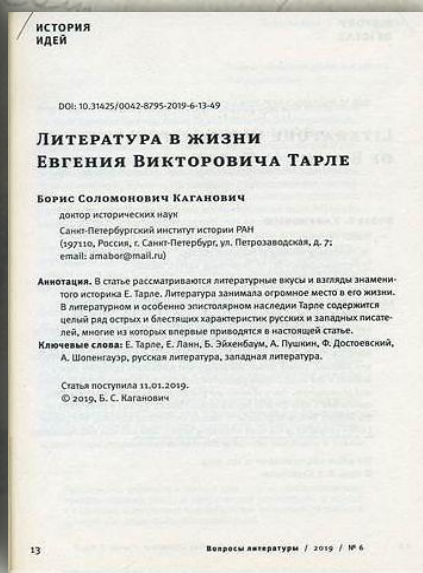 ИСТОРИЯ
ИДЕЙ
DOI: 10.31425/0042-8795-2019-6-13-49
Литература в жизни
Евгения Викторовича Тарле
Борис Соломонович Каганович
доктор исторических наук
Санкт-Петербургский институт истории РАН
(197110, Россия, г. Санкт-Петербург, ул. Петрозаводская, д. 7;
email: amabor@mail.ru)
Аннотация. В статье рассматриваются литературные вкусы и взгляды знамени-
того историка Е. Тарле. Литература занимала огромное место в его жизни.
В литературном и особенно эпистолярном наследии Тарле содержится
целый ряд острых и блестящих характеристик русских и западных писате-
лей, многие из которых впервые приводятся в настоящей статье.
Ключевые слова: Е. Тарле, Е. Ланн, Б. Эйхенбаум, А. Пушкин, Ф. Достоевский,
А. Шопенгауэр, русская литература, западная литература.
Статья поступила 11.01.2019.
© 2019, Б. С. Каганович
13 Вопросы литературы / 2019 / № 6